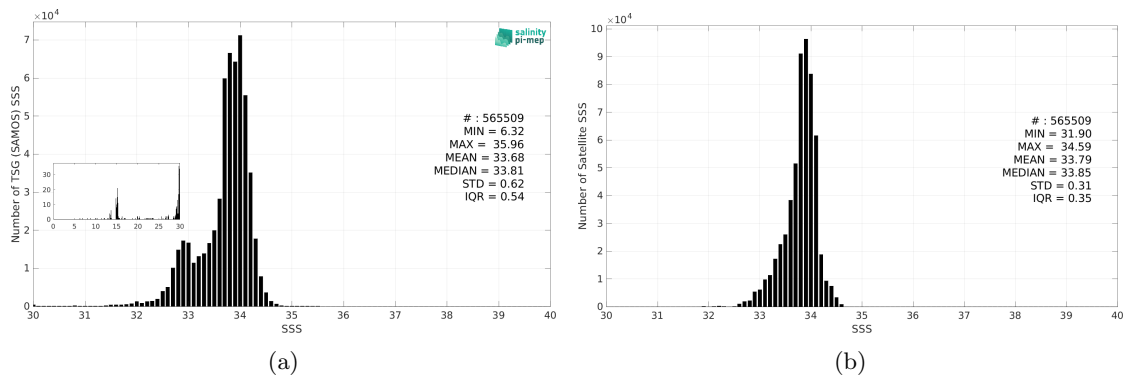 ×10⁴
7
6
5
4
3
2
1
0
Number of TSG (SAMOS) SSS
salinity
pi-mep
# : 565509
MIN = 6.32
MAX = 35.96
MEAN = 33.68
MEDIAN = 33.81
STD = 0.62
IQR = 0.54
30
20
10
0
0 5 10 15 20 25 30
30 31 32 33 34 35 36 37 38 39 40
SSS
(a)
×10⁴
10
9
8
7
6
5
4
3
2
1
0
Number of Satellite SSS
# : 565509
MIN = 31.90
MAX = 34.59
MEAN = 33.79
MEDIAN = 33.85
STD = 0.31
IQR = 0.35
30 31 32 33 34 35 36 37 38 39 40
SSS
(b)